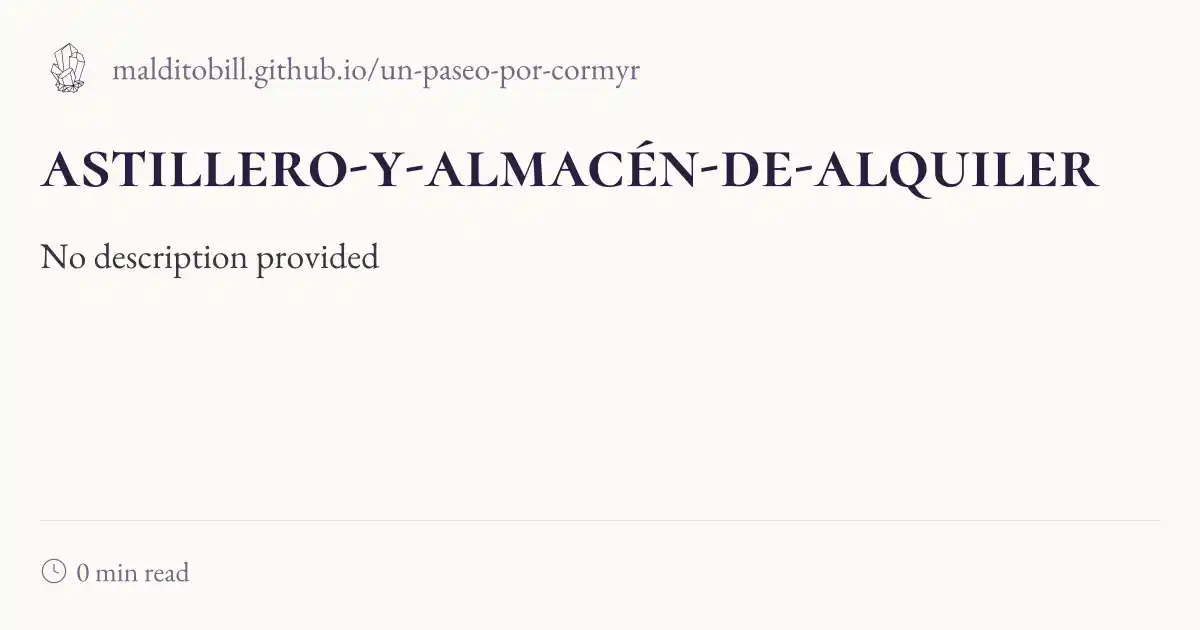 malditobill.github.io/un-paseo-por-cormyr
ASTILLERO-Y-ALMACÉN-DE-ALQUILER
No description provided
0 min read